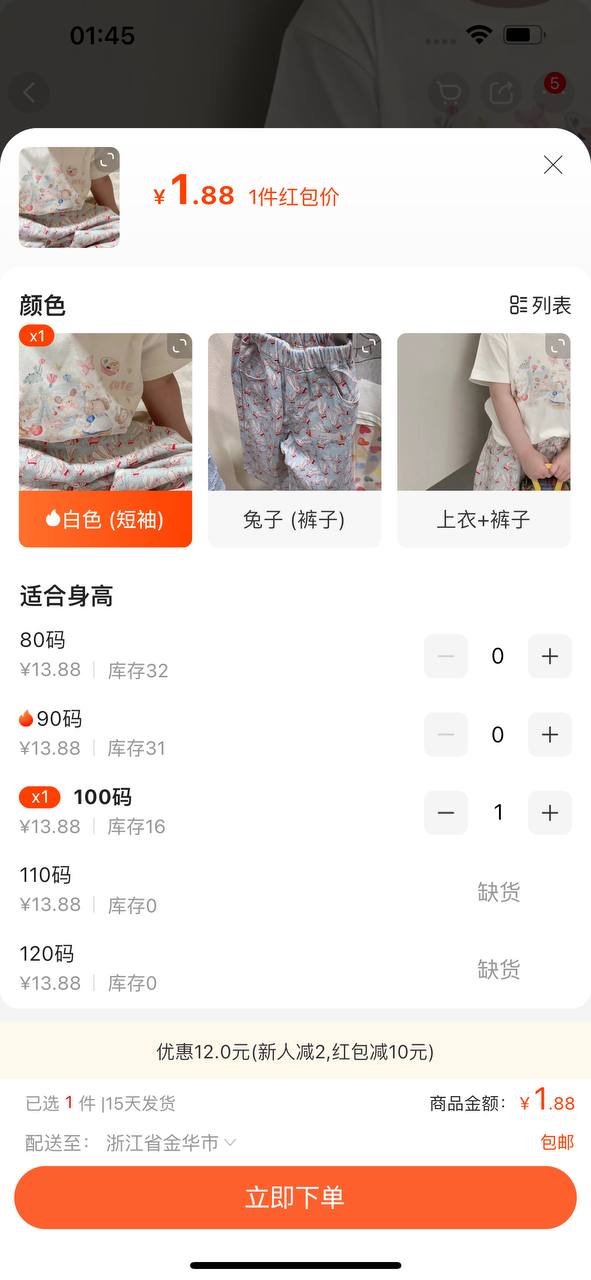 01:45
5
¥1.88 1件红包价
颜色
列表
x1
白色 (短袖)
兔子 (裤子)
上衣+裤子
适合身高
80码
¥13.88 库存32
0
90码
¥13.88 库存31
0
x1 100码
¥13.88 库存16
1
110码
¥13.88 库存0
缺货
120码
¥13.88 库存0
缺货
优惠12.0元(新人减2,红包减10元)
已选 1 件 |15天发货
商品金额: ¥1.88
配送至: 浙江省金华市
包邮
立即下单